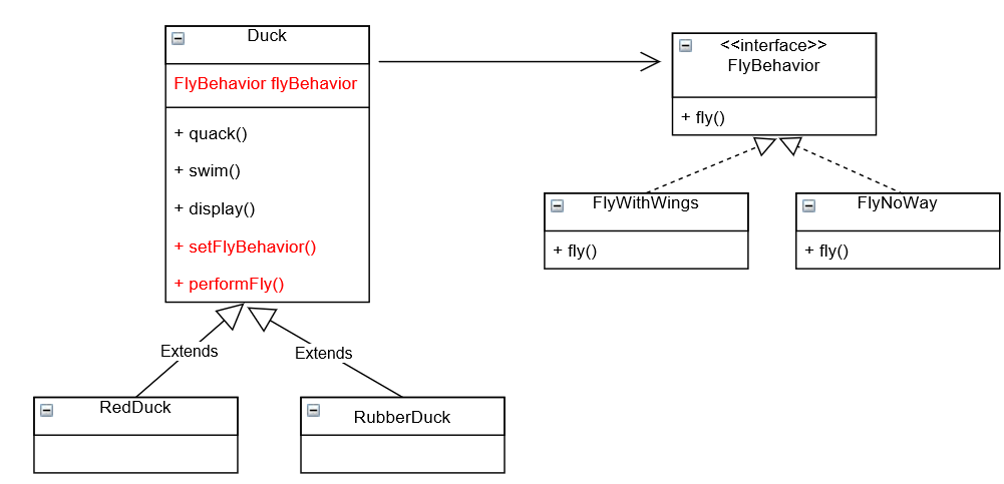 Duck
FlyBehavior flyBehavior
+ quack()
+ swim()
+ display()
+ setFlyBehavior()
+ performFly()
<<interface>>
FlyBehavior
+ fly()
FlyWithWings
+ fly()
FlyNoWay
+ fly()
Extends
Extends
RedDuck
RubberDuck